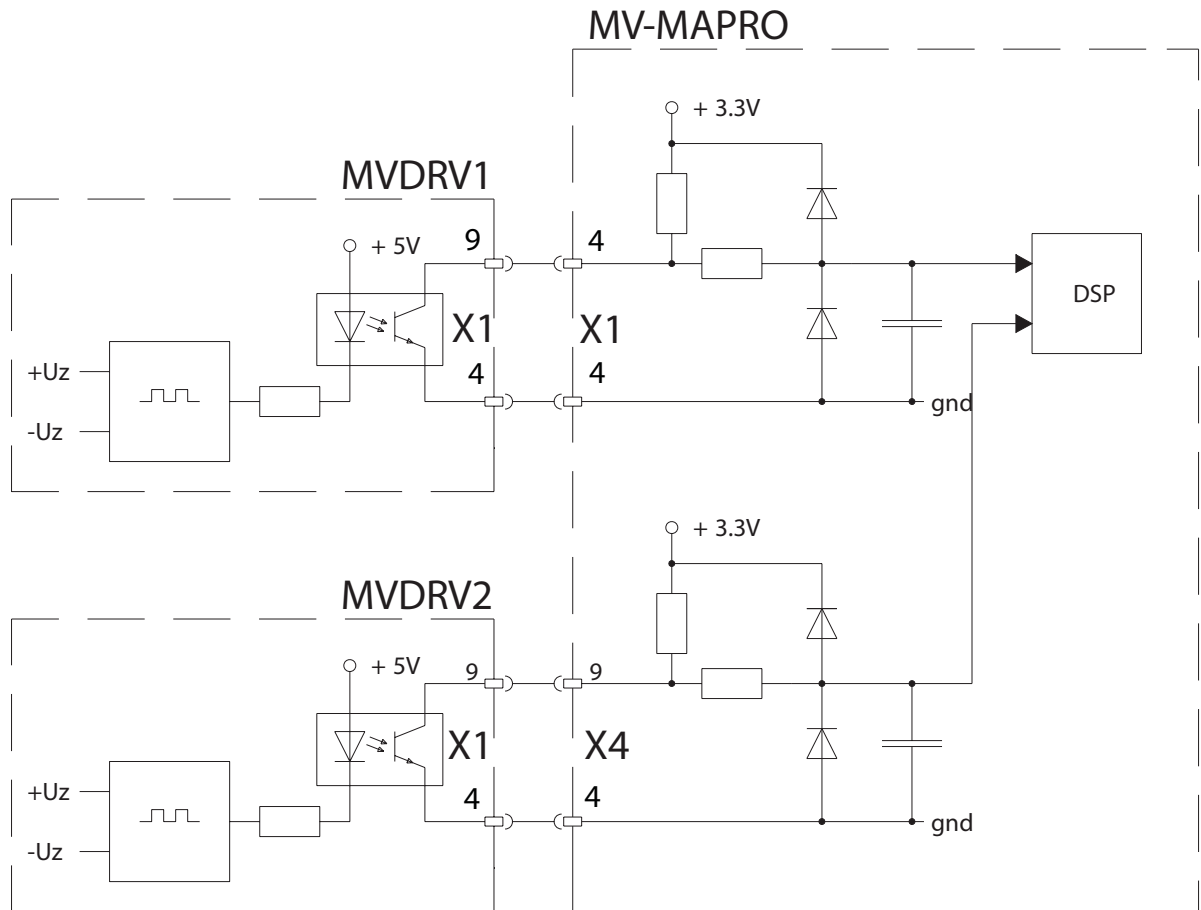 MV-MAPRO
+ 3.3V
MVDRV1
+ 5V
9
4
DSP
X1
X1
+Uz
4
4
gnd
-Uz
+ 3.3V
MVDRV2
+ 5V
9
9
X1
X4
+Uz
4
4
gnd
-Uz